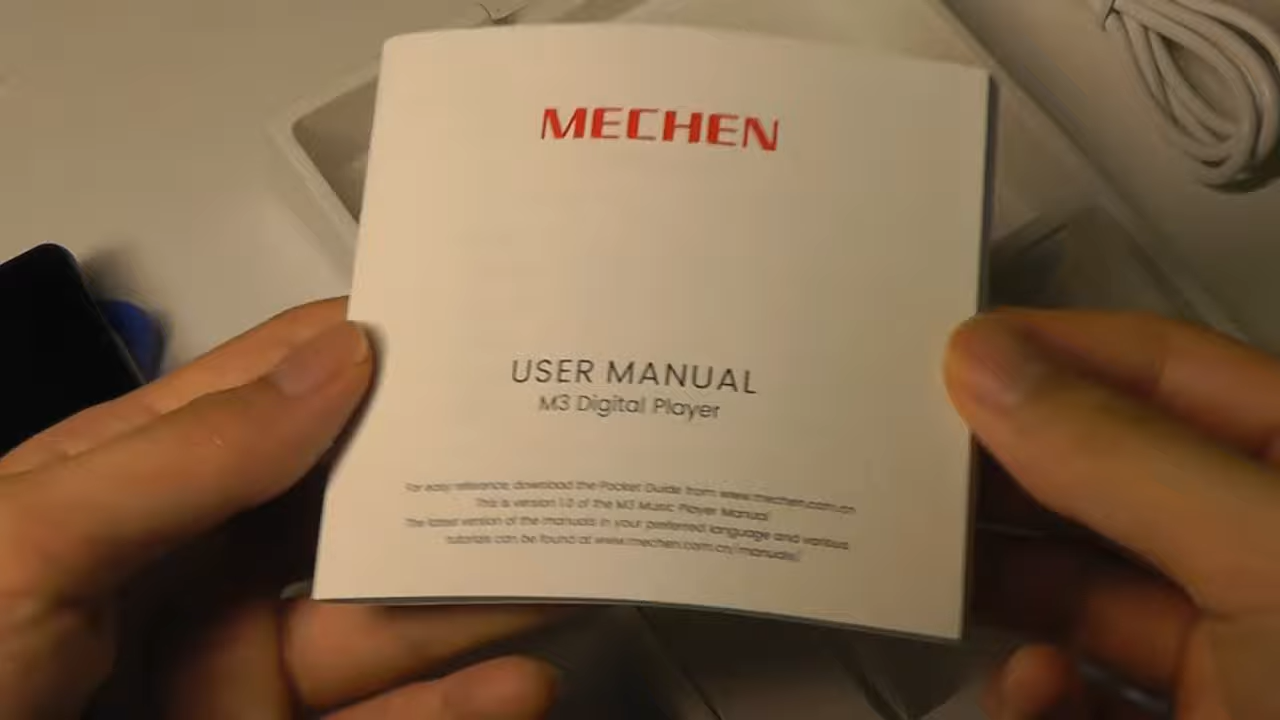 MECHEN
USER MANUAL
M3 Digital Player
For easy reference, download the Pocket Guide from www.mechen.com.cn
This is version 1.0 of the M3 Music Player Manual
The latest version of the manuals in your preferred language and various
tutorials can be found at www.mechen.com.cn/manuals/